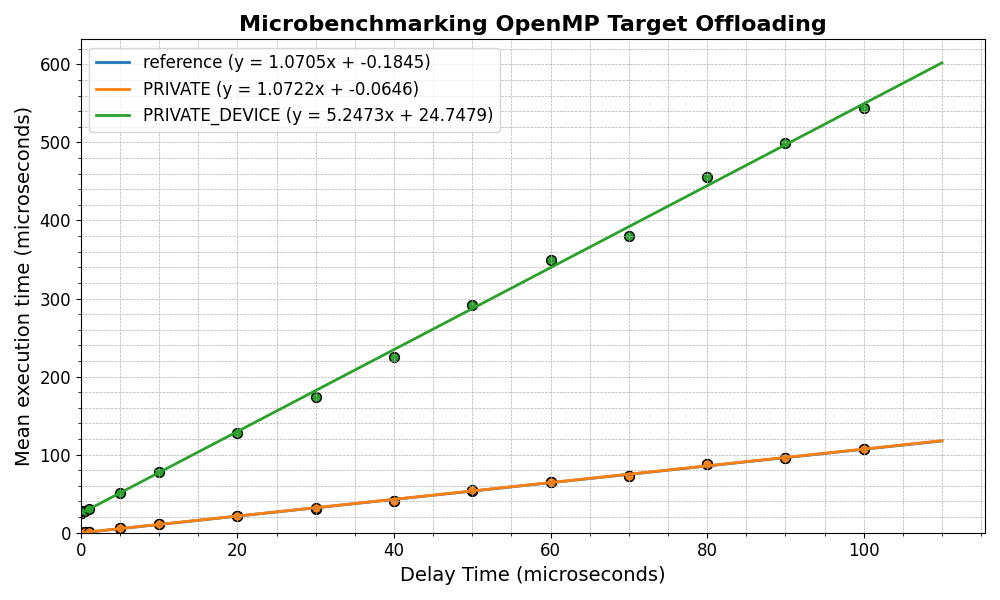 Microbenchmarking OpenMP Target Offloading
reference (y = 1.0705x + -0.1845)
PRIVATE (y = 1.0722x + -0.0646)
PRIVATE_DEVICE (y = 5.2473x + 24.7479)
Mean execution time (microseconds)
600
500
400
300
200
100
0
0 20 40 60 80 100
Delay Time (microseconds)